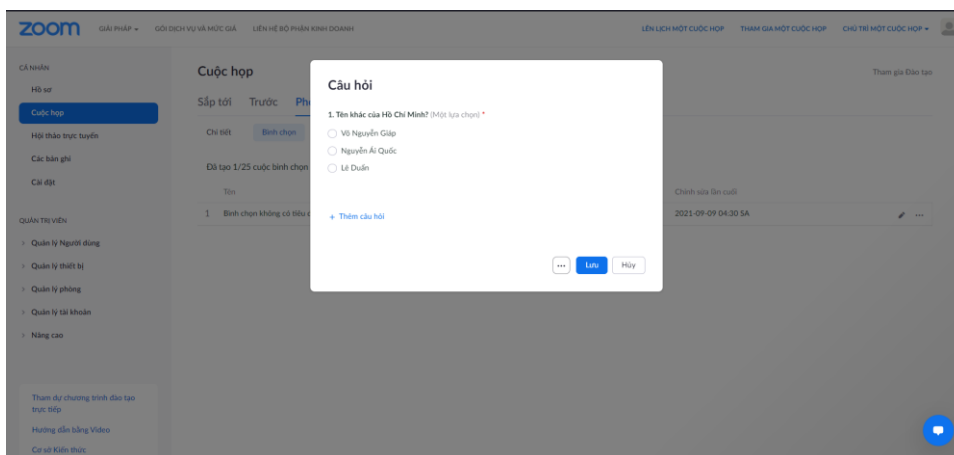 zoom GIẢI PHÁP GÓI DỊCH VỤ VÀ MỨC GIÁ LIÊN HỆ BỘ PHẬN KINH DOANH LÊN LỊCH MỘT CUỘC HỌP THAM GIA MỘT CUỘC HỌP CHỦ TRÌ MỘT CUỘC HỌP
CÁ NHÂN
Hồ sơ
Cuộc họp
Hội thảo trực tuyến
Các bản ghi
Cài đặt
QUẢN TRỊ VIÊN
Quản lý Người dùng
Quản lý thiết bị
Quản lý phòng
Quản lý tài khoản
Nâng cao
Tham dự chương trình đào tạo
trực tiếp
Hướng dẫn bằng Video
Cơ sở Kiến thức
Cuộc họp
Tham gia Đào tạo
Sắp tới Trước
Chi tiết Bình chọn
Đã tạo 1/25 cuộc bình chọn
Tên Chỉnh sửa lần cuối
1 Bình chọn không có tiêu 2021-09-09 04:30 SA ...
Câu hỏi
1. Tên khác của Hồ Chí Minh? (Một lựa chọn) *
Võ Nguyễn Giáp
Nguyễn Ái Quốc
Lê Duẩn
+ Thêm câu hỏi
... Lưu Hủy